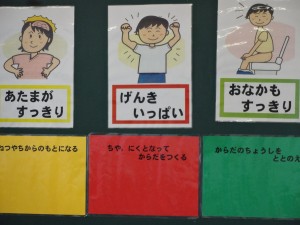 あたまが
すっきり
げんき
いっぱい
おなかも
すっきり
ねつやちからのもとになる
ちや、にくとなって
からだをつくる
からだのちょうしを
ととのえ